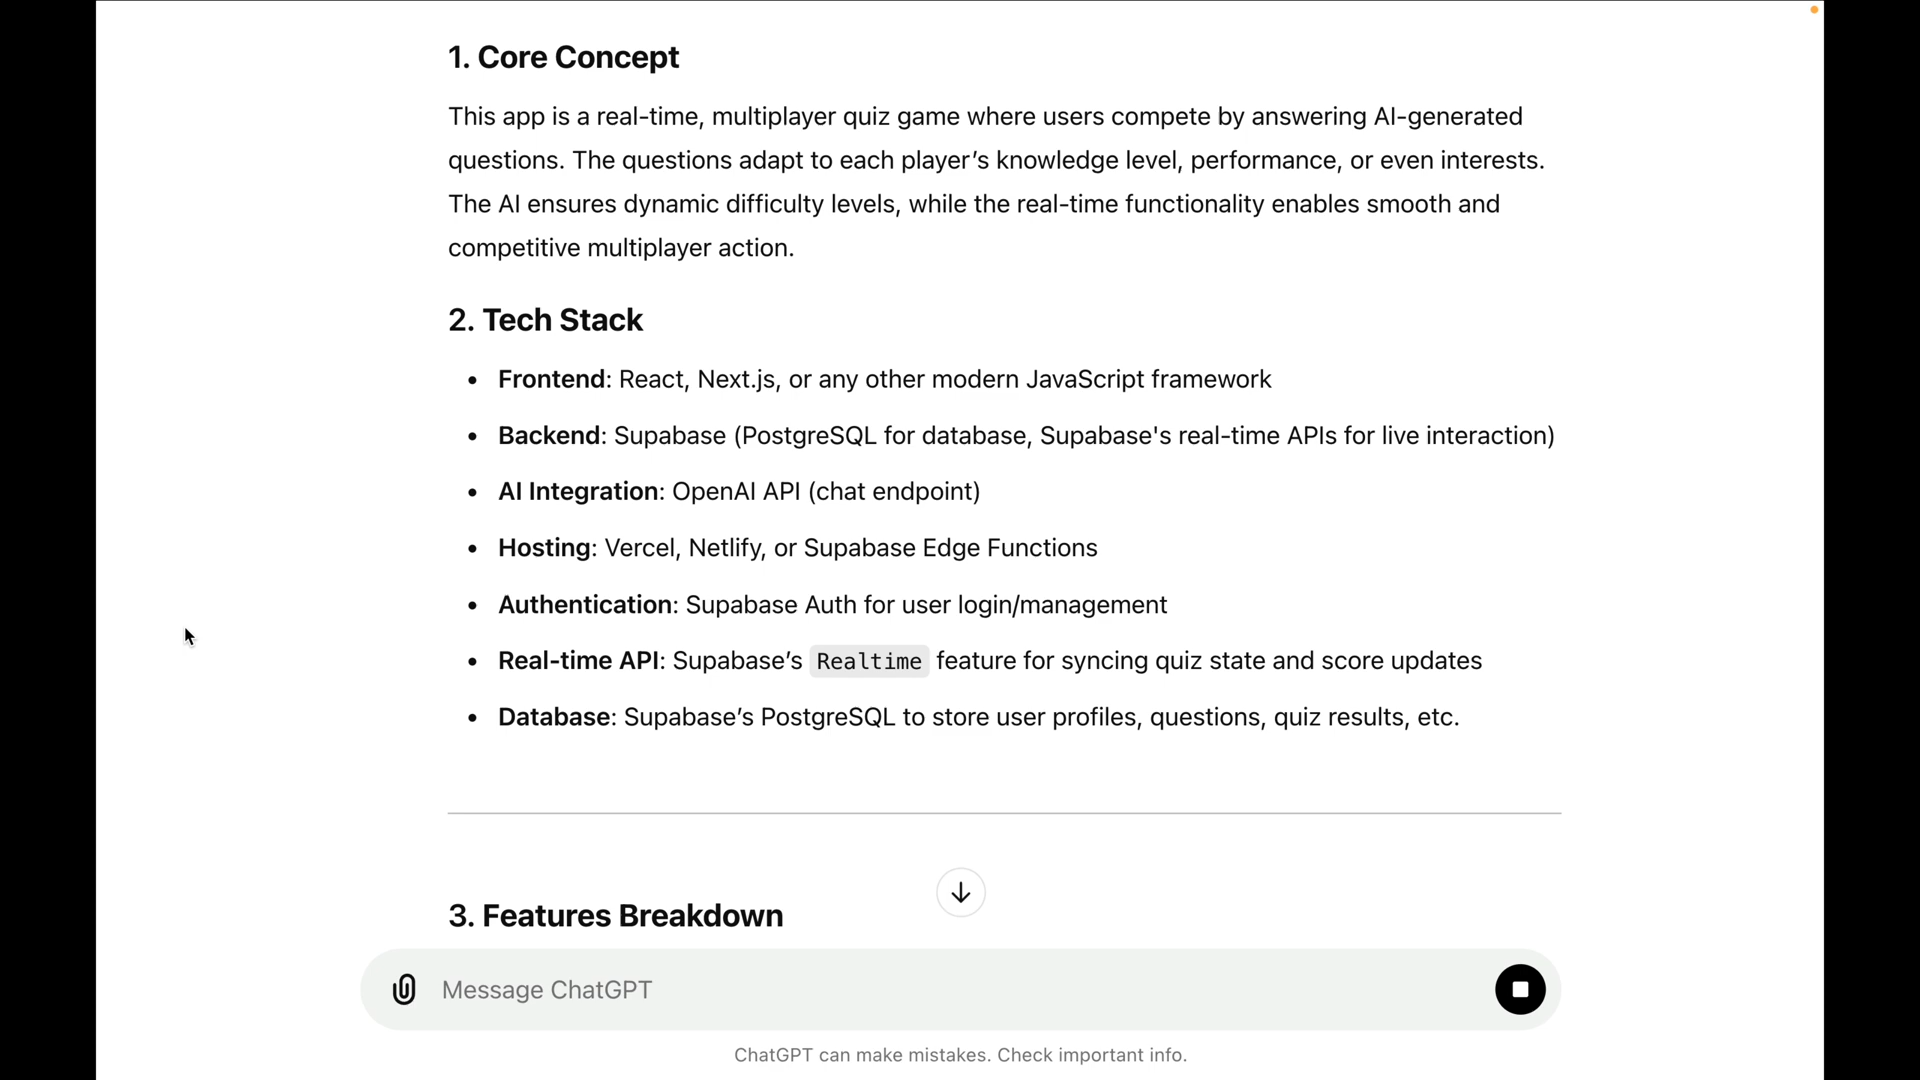 1. Core Concept
This app is a real-time, multiplayer quiz game where users compete by answering AI-generated
questions. The questions adapt to each player’s knowledge level, performance, or even interests.
The AI ensures dynamic difficulty levels, while the real-time functionality enables smooth and
competitive multiplayer action.
2. Tech Stack
• Frontend: React, Next.js, or any other modern JavaScript framework
• Backend: Supabase (PostgreSQL for database, Supabase's real-time APIs for live interaction)
• AI Integration: OpenAI API (chat endpoint)
• Hosting: Vercel, Netlify, or Supabase Edge Functions
• Authentication: Supabase Auth for user login/management
• Real-time API: Supabase’s Realtime feature for syncing quiz state and score updates
• Database: Supabase’s PostgreSQL to store user profiles, questions, quiz results, etc.
3. Features Breakdown
Message ChatGPT
ChatGPT can make mistakes. Check important info.